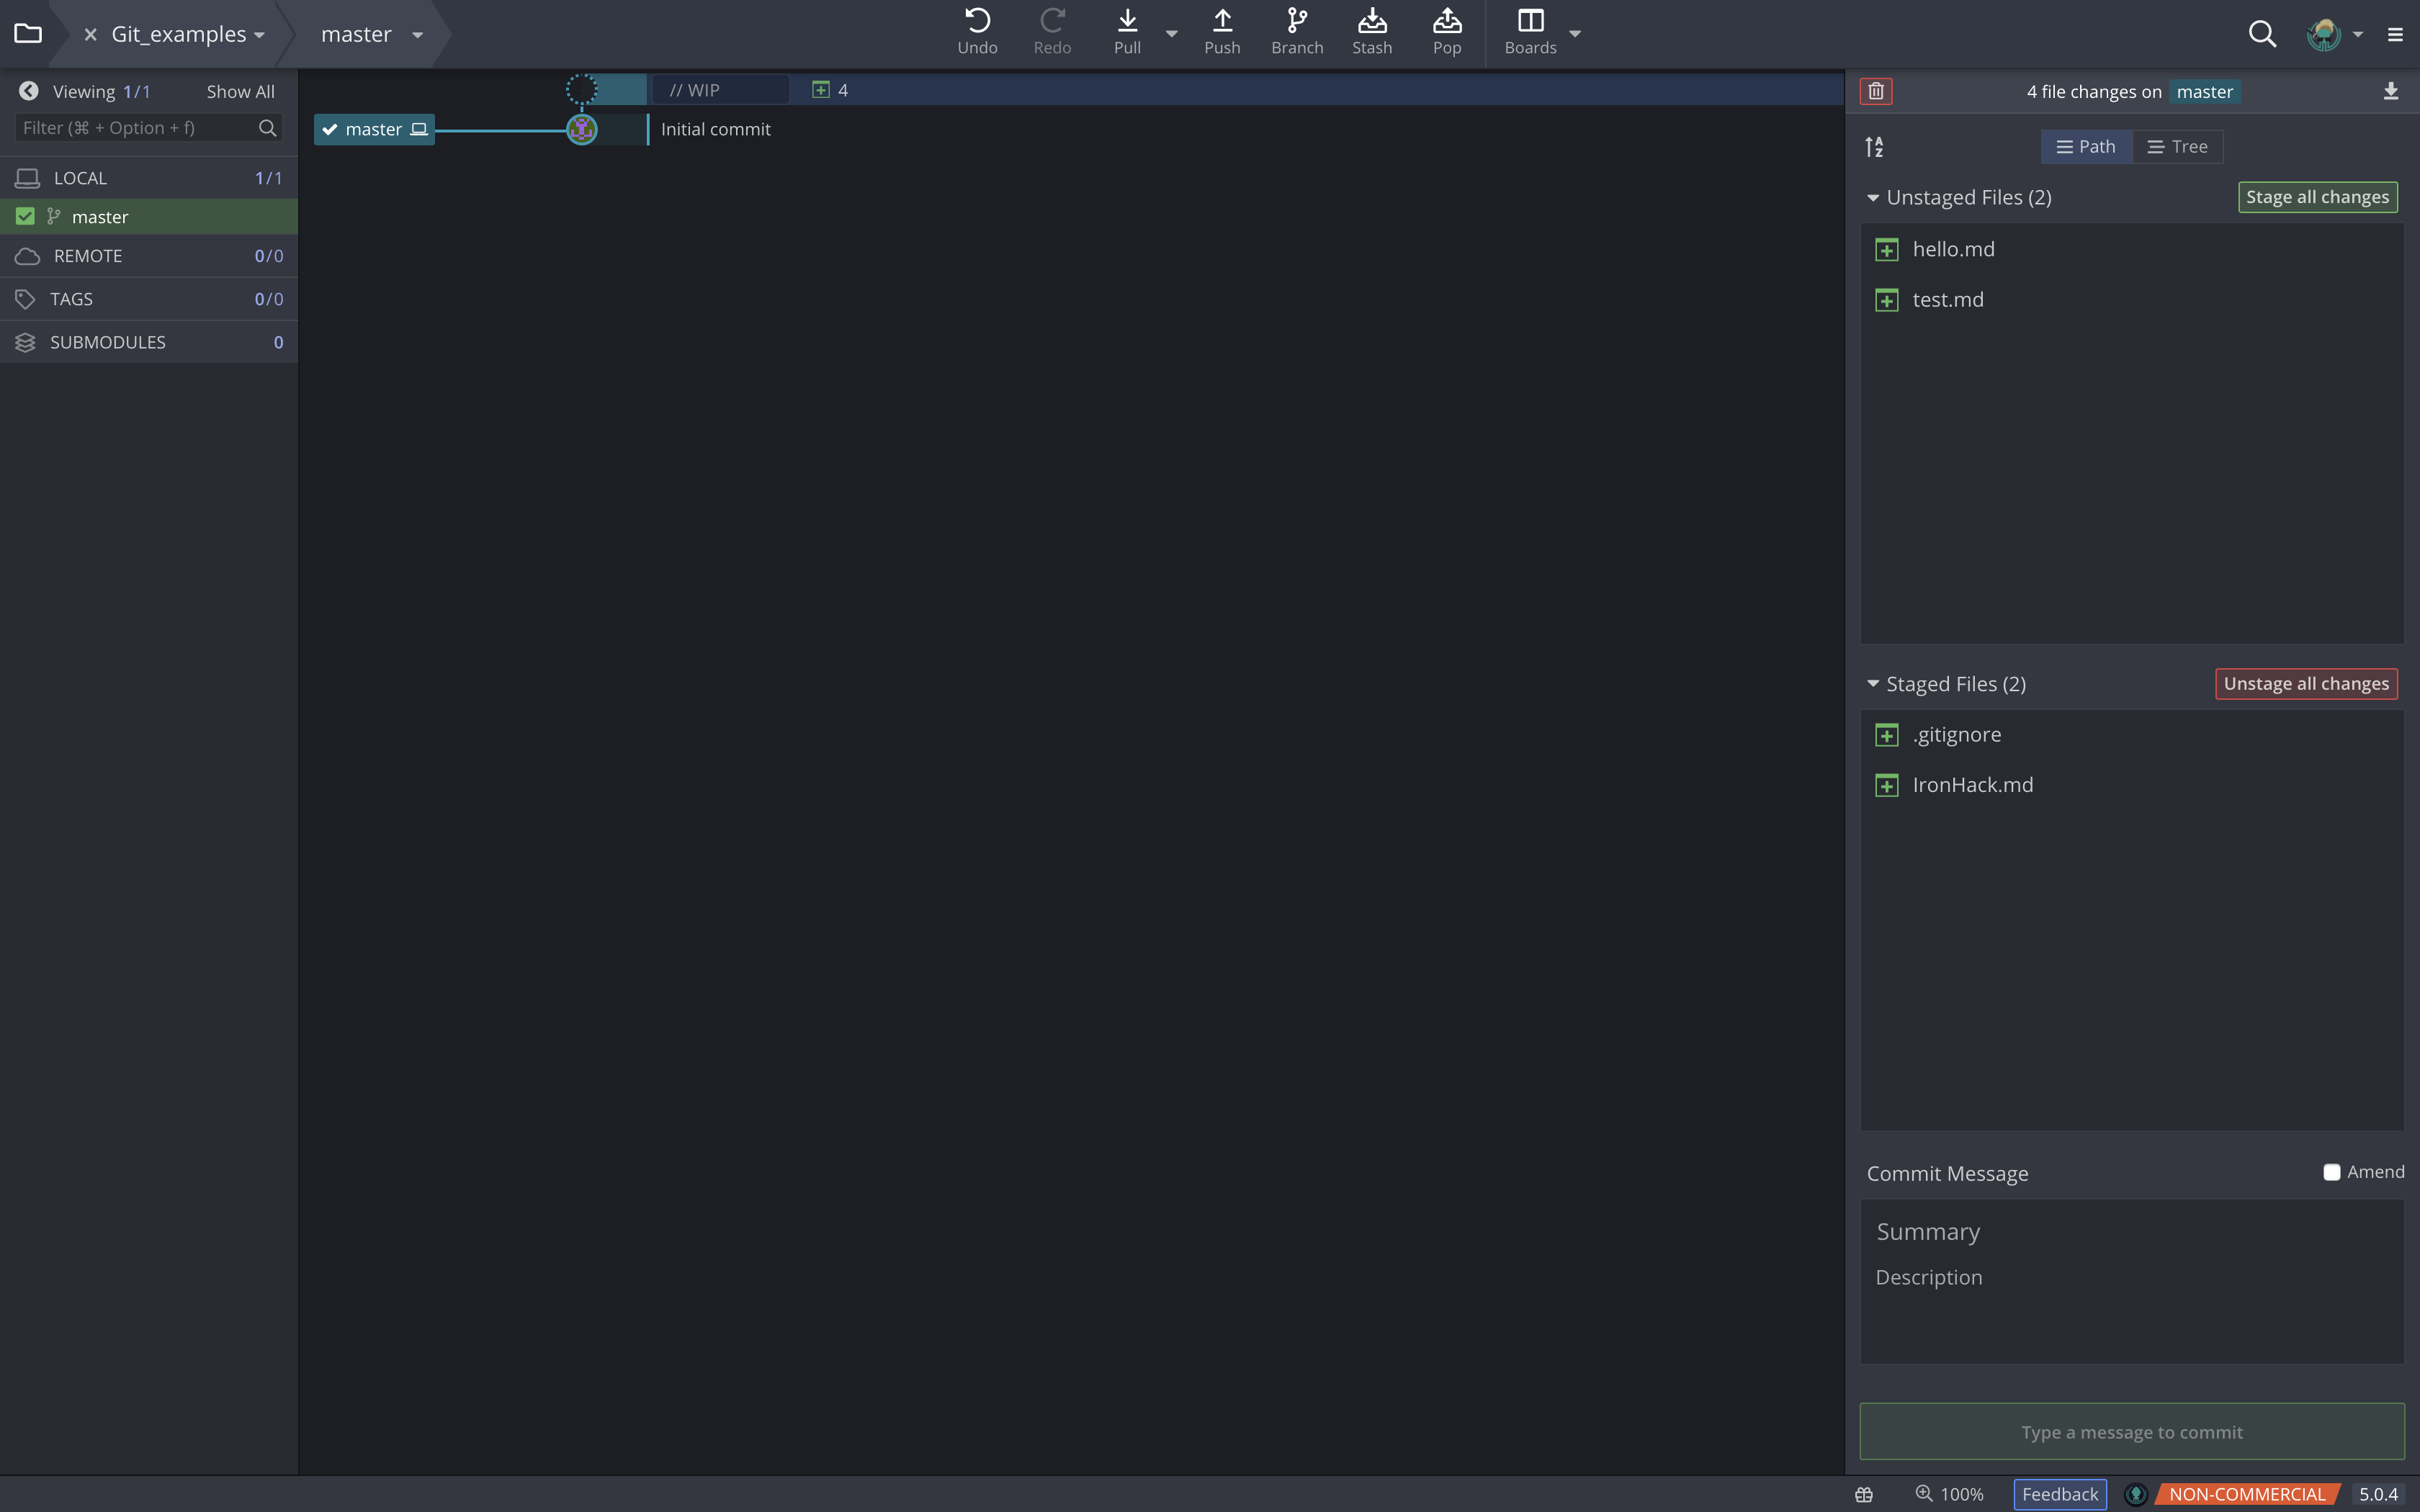 Git_examples
master
Undo
Redo
Pull
Push
Branch
Stash
Pop
Boards
Viewing 1/1 Show All
Filter (⌘ + Option + f)
LOCAL 1/1
master
REMOTE 0/0
TAGS 0/0
SUBMODULES 0
// WIP 4
master Initial commit
4 file changes on master
Path Tree
Unstaged Files (2) Stage all changes
hello.md
test.md
Staged Files (2) Unstage all changes
.gitignore
IronHack.md
Commit Message Amend
Summary
Description
Type a message to commit
100% Feedback NON-COMMERCIAL 5.0.4